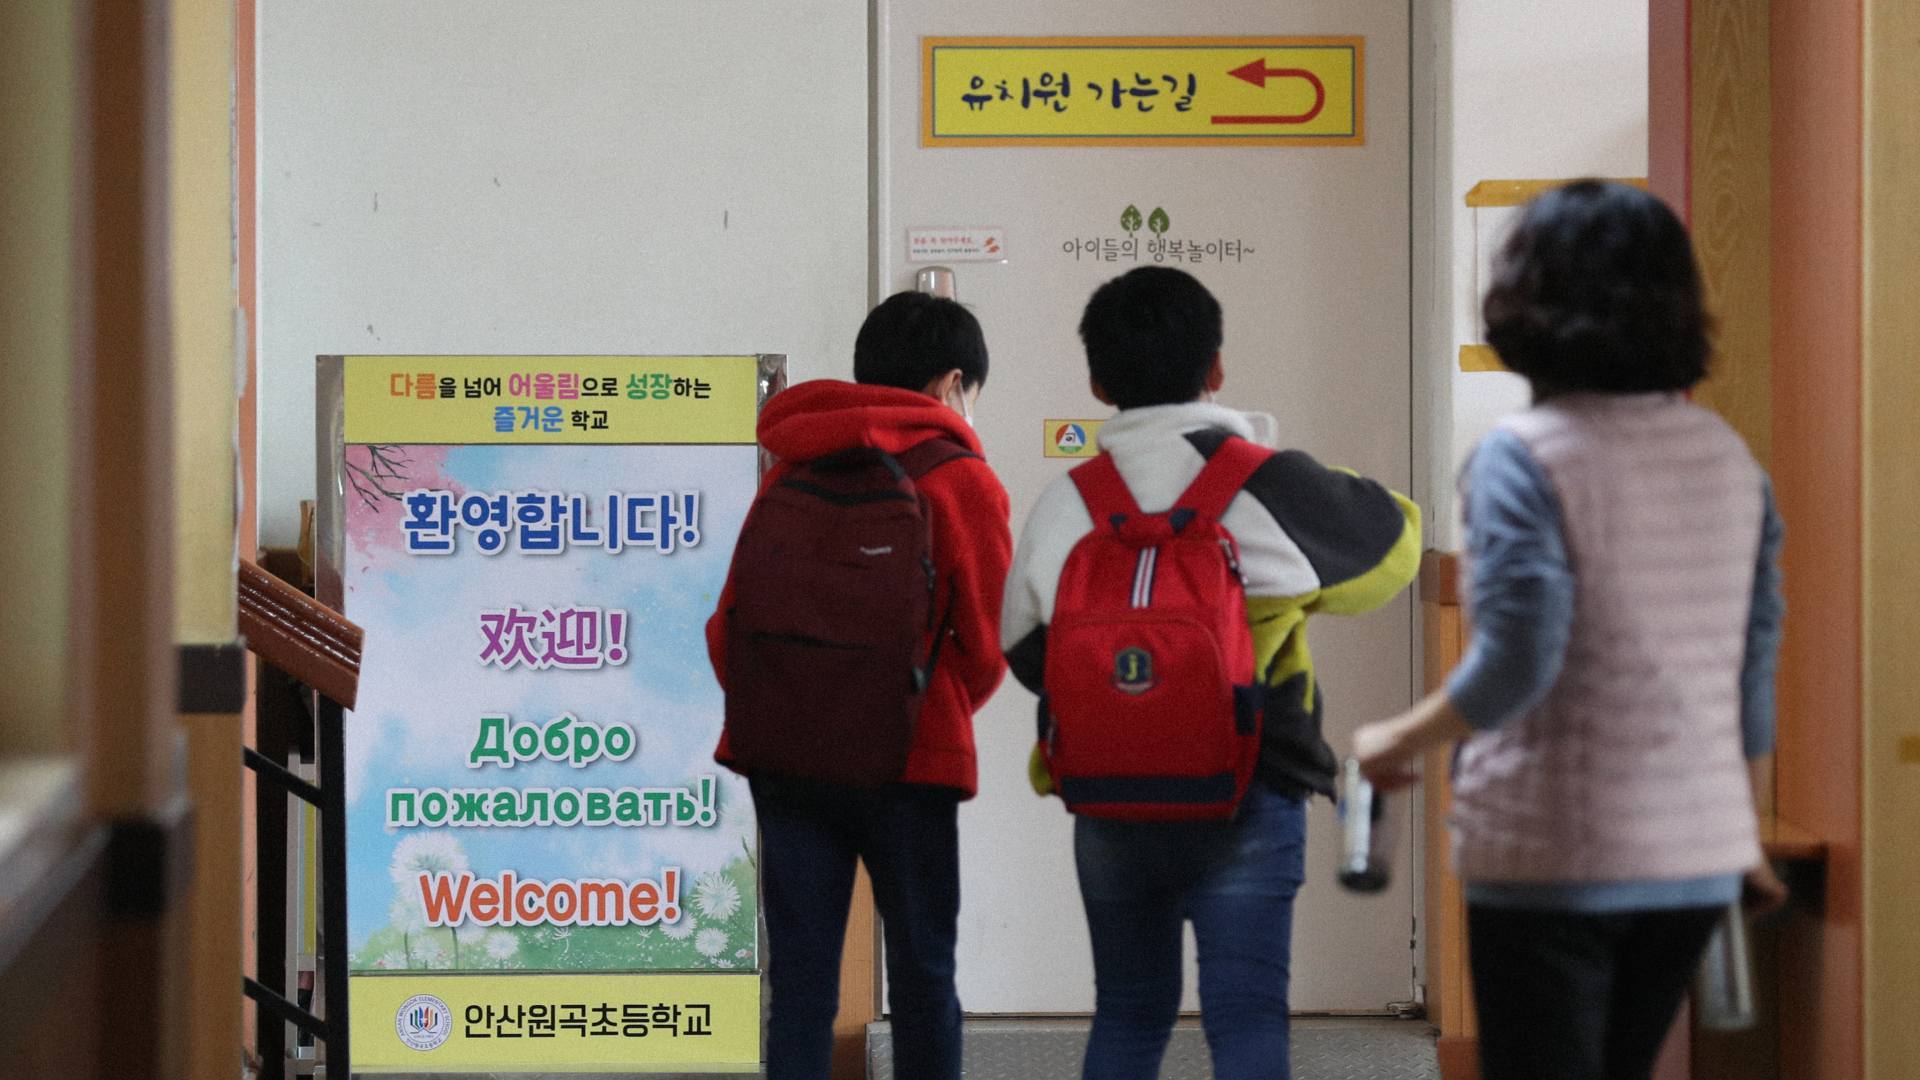 유치원 가는길
아이들의 행복놀이터~
다름을 넘어 어울림으로 성장하는
즐거운 학교
환영합니다!
欢迎!
Добро
пожаловать!
Welcome!
안산원곡초등학교